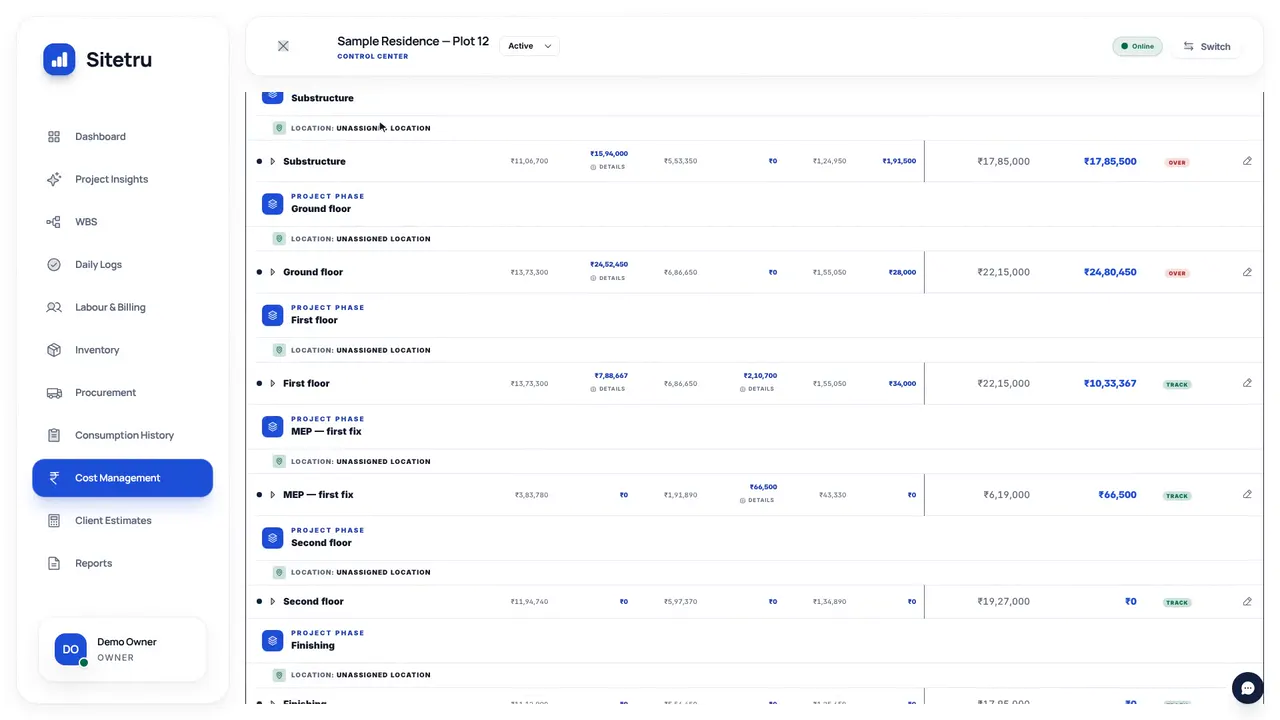 Sitetru
Dashboard
Project Insights
WBS
Daily Logs
Labour & Billing
Inventory
Procurement
Consumption History
Cost Management
Client Estimates
Reports
DO
Demo Owner
OWNER
Sample Residence — Plot 12
CONTROL CENTER
Active
Online
Switch
Substructure
LOCATION: UNASSIGNED LOCATION
Substructure ₹11,06,700 ₹15,94,000 ₹5,53,350 ₹0 ₹1,24,950 ₹1,91,500 ₹17,85,000 ₹17,85,500 OVER
DETAILS
PROJECT PHASE
Ground floor
LOCATION: UNASSIGNED LOCATION
Ground floor ₹13,73,300 ₹24,52,450 ₹6,86,650 ₹0 ₹1,55,050 ₹28,000 ₹22,15,000 ₹24,80,450 OVER
DETAILS
PROJECT PHASE
First floor
LOCATION: UNASSIGNED LOCATION
First floor ₹13,73,300 ₹7,88,667 ₹6,86,650 ₹2,10,700 ₹1,55,050 ₹34,000 ₹22,15,000 ₹10,33,367 TRACK
DETAILS DETAILS
PROJECT PHASE
MEP — first fix
LOCATION: UNASSIGNED LOCATION
MEP — first fix ₹3,83,780 ₹0 ₹1,91,890 ₹66,500 ₹43,330 ₹0 ₹6,19,000 ₹66,500 TRACK
DETAILS
PROJECT PHASE
Second floor
LOCATION: UNASSIGNED LOCATION
Second floor ₹11,94,740 ₹0 ₹5,97,370 ₹0 ₹1,34,890 ₹0 ₹19,27,000 ₹0 TRACK
PROJECT PHASE
Finishing
LOCATION: UNASSIGNED LOCATION
Finishing